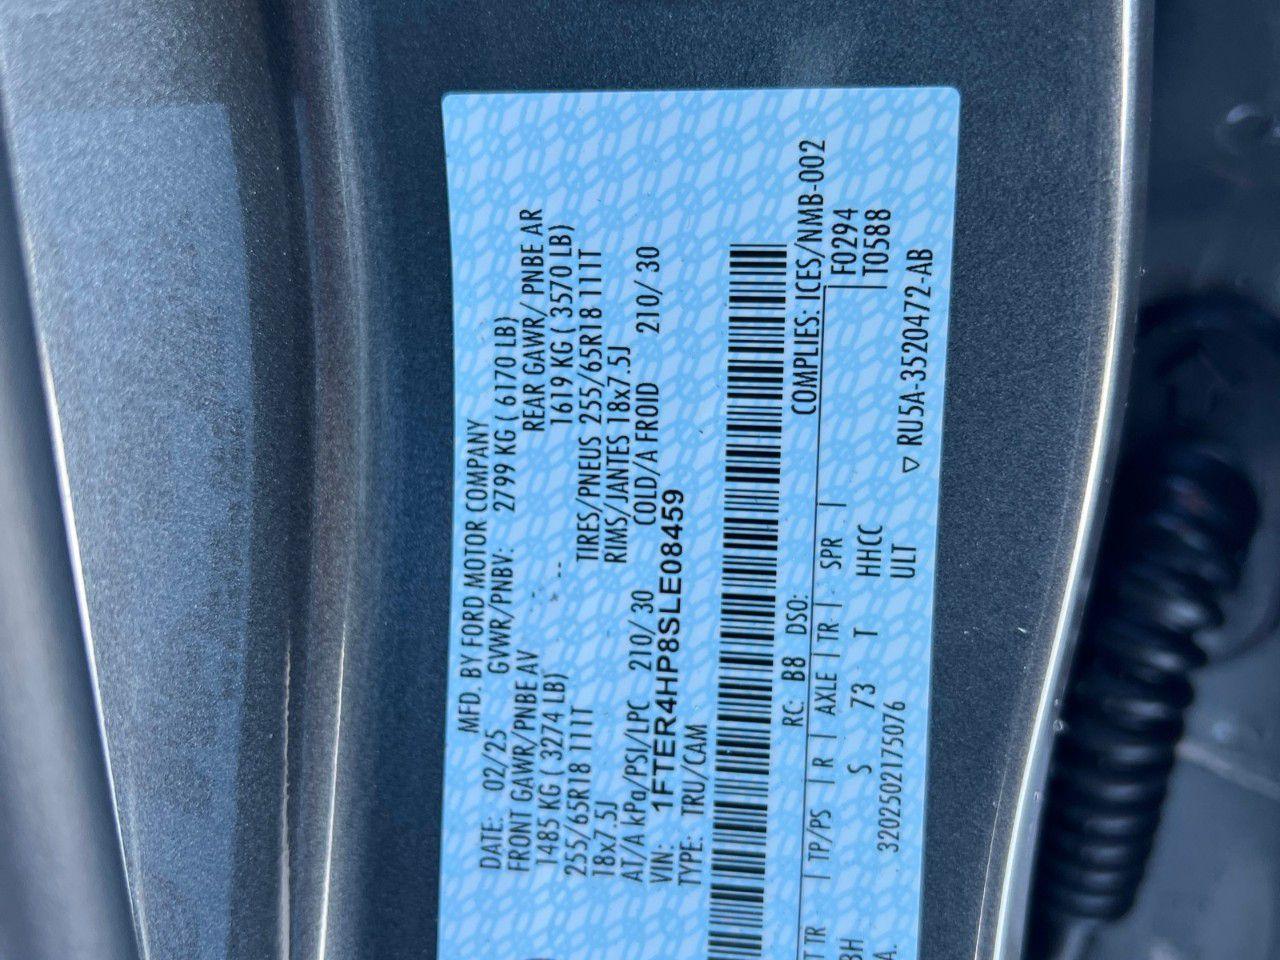 MFD. BY FORD MOTOR COMPANY
DATE: 02/25 GVWR/PNBV: 2799 KG ( 6170 LB)
FRONT GAWR/PNBE AV REAR GAWR/ PNBE AR
1485 KG ( 3274 LB) 1619 KG ( 3570 LB)
255/65R18 111T TIRES/PNEUS 255/65R18 111T
18x7.5J RIMS/JANTES 18x7.5J
AT/A kPa/PSI/LPC 210/ 30 COLD/A FROID 210/ 30
VIN: 1FTER4HP8SLE08459
TYPE: TRU/CAM
RC: B8 DSO: COMPLIES: ICES/NMB-002
TR | TP/PS | R | AXLE | TR | SPR | F0294
S 73 T HHCC T0588
320250217507​6 ULT
▽ RU5A-3520472-AB